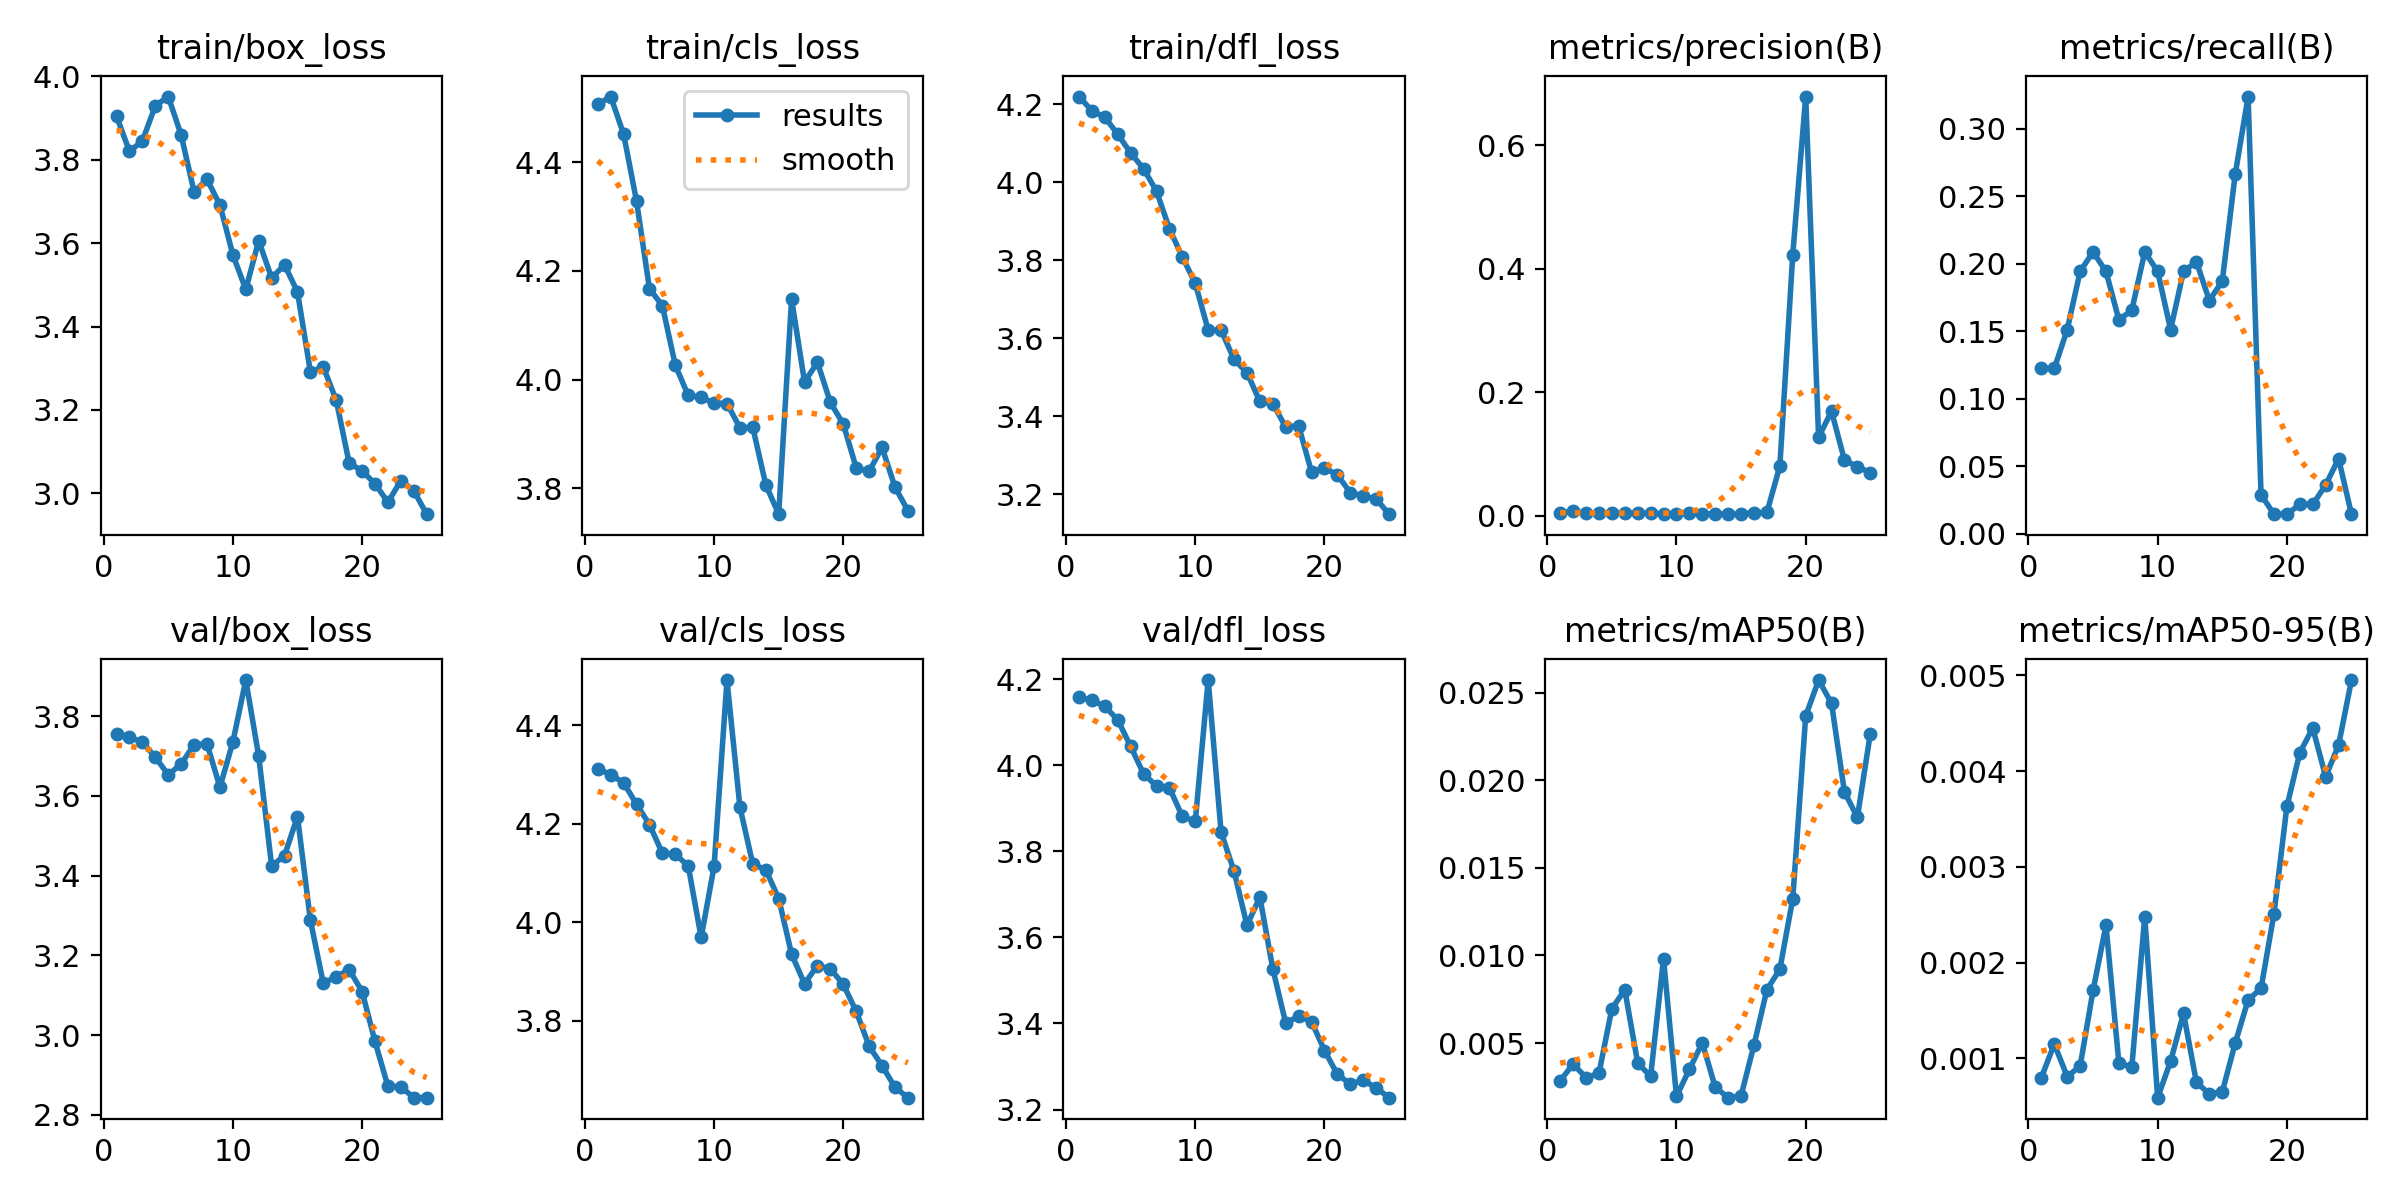 train/box_loss
4.0
3.8
3.6
3.4
3.2
3.0
0 10 20
train/cls_loss
results
smooth
4.4
4.2
4.0
3.8
0 10 20
train/dfl_loss
4.2
4.0
3.8
3.6
3.4
3.2
0 10 20
metrics/precision(B)
0.6
0.4
0.2
0.0
0 10 20
metrics/recall(B)
0.30
0.25
0.20
0.15
0.10
0.05
0.00
0 10 20
val/box_loss
3.8
3.6
3.4
3.2
3.0
2.8
0 10 20
val/cls_loss
4.4
4.2
4.0
3.8
0 10 20
val/dfl_loss
4.2
4.0
3.8
3.6
3.4
3.2
0 10 20
metrics/mAP50(B)
0.025
0.020
0.015
0.010
0.005
0 10 20
metrics/mAP50-95(B)
0.005
0.004
0.003
0.002
0.001
0 10 20